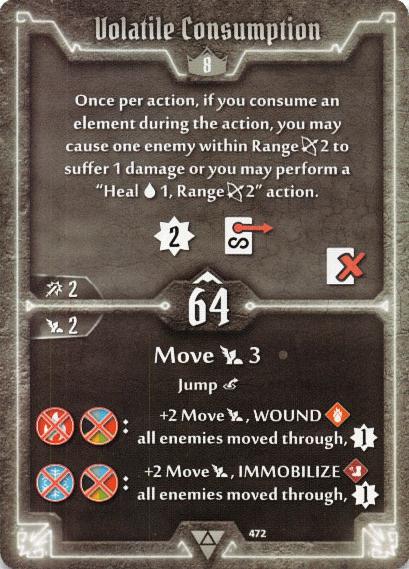 Volatile Consumption
8
Once per action, if you consume an
element during the action, you may
cause one enemy within Range 2 to
suffer 1 damage or you may perform a
“Heal 1, Range 2” action.
2
2
64
2
Move 3
Jump
: +2 Move, WOUND
all enemies moved through, 1
: +2 Move, IMMOBILIZE
all enemies moved through, 1
472